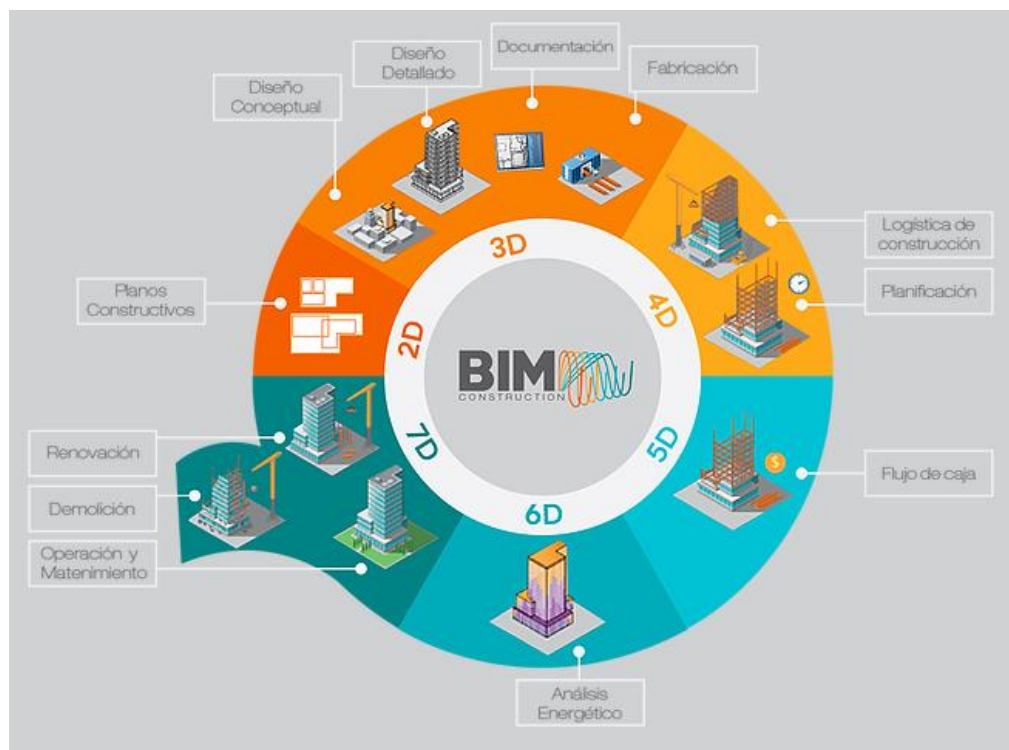 Diseño
Conceptual
Diseño
Detallado
Documentación
Fabricación
Logística de
construcción
Planificación
Planos
Constructivos
3D
4D
2D
BIM
CONSTRUCTION
5D
7D
6D
Flujo de caja
Renovación
Demolición
Operación y
Matenimiento
Análisis
Energético
$